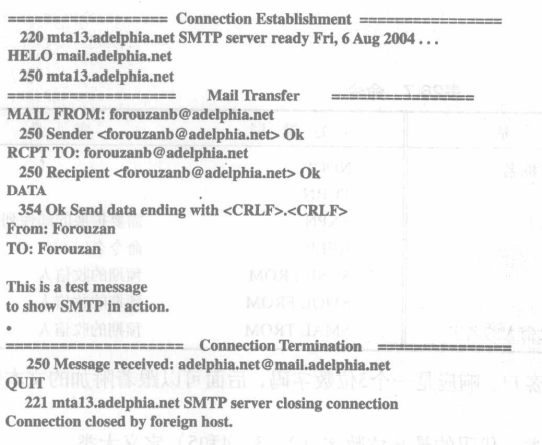 ================== Connection Establishment ================
220 mta13.adelphia.net SMTP server ready Fri, 6 Aug 2004 . . .
HELO mail.adelphia.net
250 mta13.adelphia.net
=================== Mail Transfer ================
MAIL FROM: forouzanb@adelphia.net
250 Sender <forouzanb@adelphia.net> Ok
RCPT TO: forouzanb@adelphia.net
250 Recipient <forouzanb@adelphia.net> Ok
DATA
354 Ok Send data ending with <CRLF>.<CRLF>
From: Forouzan
TO: Forouzan
This is a test message
to show SMTP in action.
•
==================== Connection Termination ===============
250 Message received: adelphia.net@mail.adelphia.net
QUIT
221 mta13.adelphia.net SMTP server closing connection
Connection closed by foreign host.